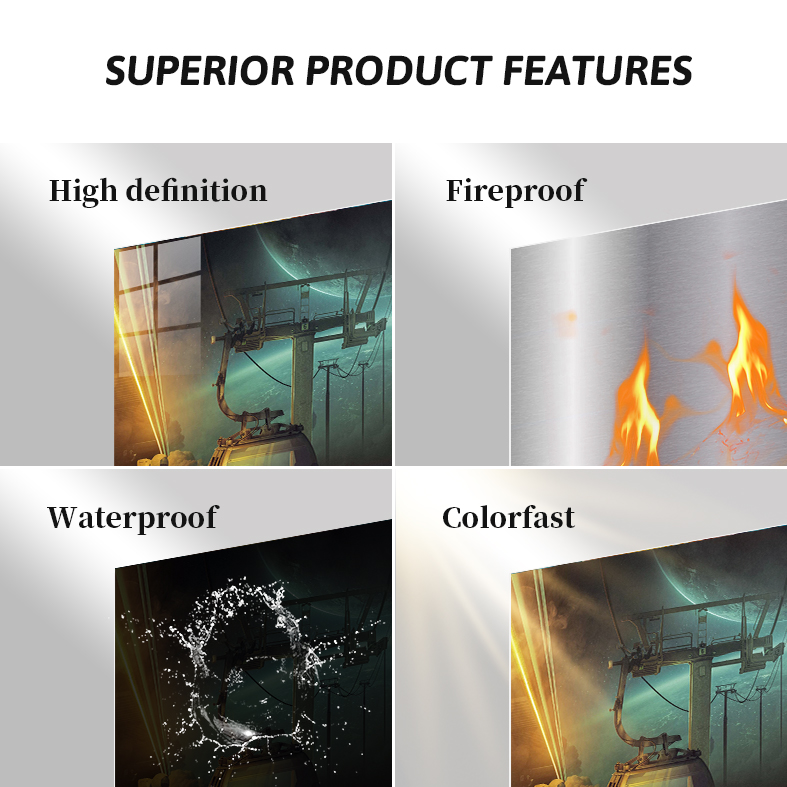 SUPERIOR PRODUCT FEATURES
High definition
Fireproof
Waterproof
Colorfast